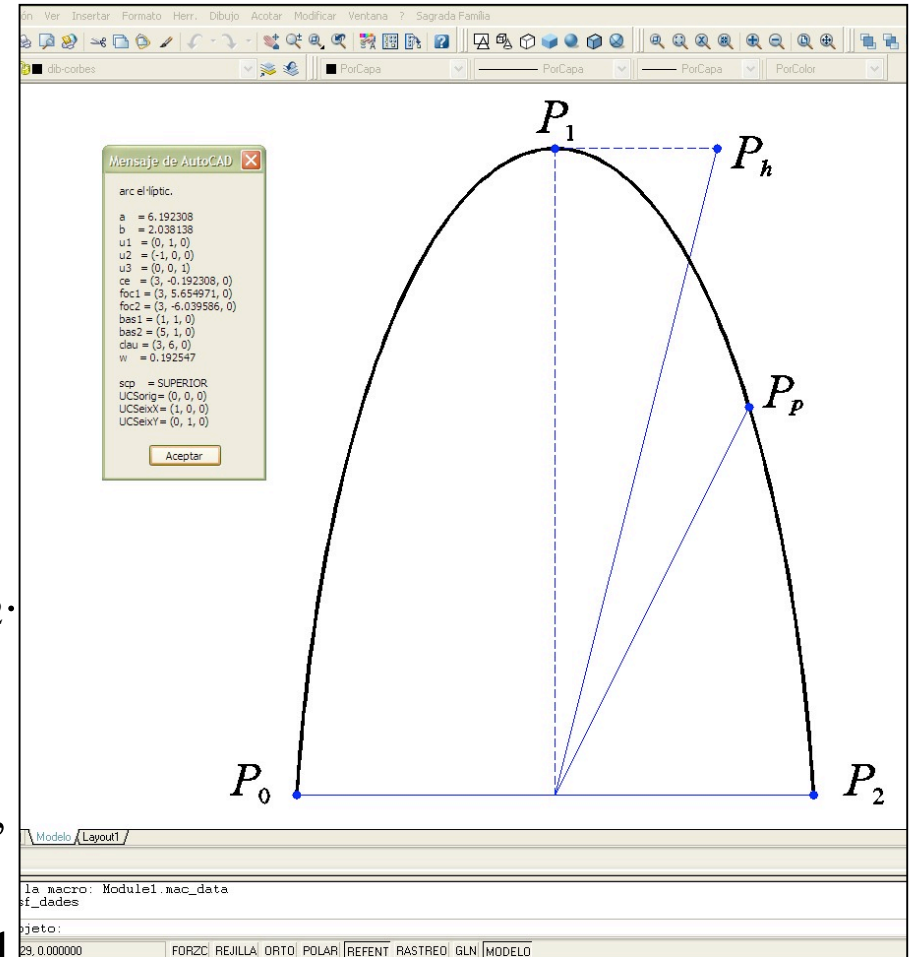 ón Ver Insertar Formato Herr. Dibujo Acotar Modificar Ventana ? Sagrada Família
dib-corbes PorCapa PorCapa PorCapa PorColor
P₁
P_h
Mensaje de AutoCAD
arc el·líptic.
a = 6.192308
b = 2.038138
u1 = (0, 1, 0)
u2 = (-1, 0, 0)
u3 = (0, 0, 1)
ce = (3, -0.192308, 0)
foc1 = (3, 5.654971, 0)
foc2 = (3, -6.039586, 0)
bas1 = (1, 1, 0)
bas2 = (5, 1, 0)
clau = (3, 6, 0)
w = 0.192547
scp = SUPERIOR
UCSorig= (0, 0, 0)
UCSeixX= (1, 0, 0)
UCSeixY= (0, 1, 0)
Aceptar
P_p
P₀
P₂
Modelo Layout1
la macro: Module1.mac_data
sf_dades
ojeto:
29, 0.000000 FORZC REJILLA ORTO POLAR REFENT RASTREO GLN MODELO